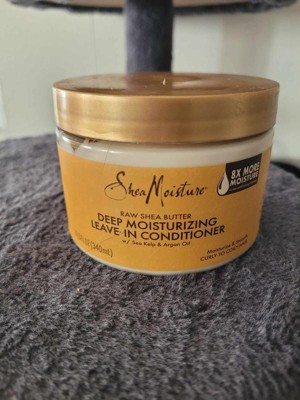 SheaMoisture
8X MORE
MOISTURE
RAW SHEA BUTTER
DEEP MOISTURIZING
LEAVE-IN CONDITIONER
w/ Sea Kelp & Argan Oil
(340mL)
CURLY TO COILY